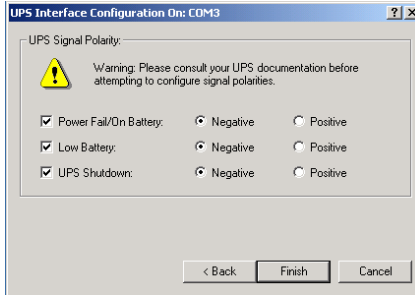 UPS Interface Configuration On: COM3
UPS Signal Polarity:
Warning: Please consult your UPS documentation before
attempting to configure signal polarities.
Power Fail/On Battery: Negative Positive
Low Battery: Negative Positive
UPS Shutdown: Negative Positive
< Back Finish Cancel